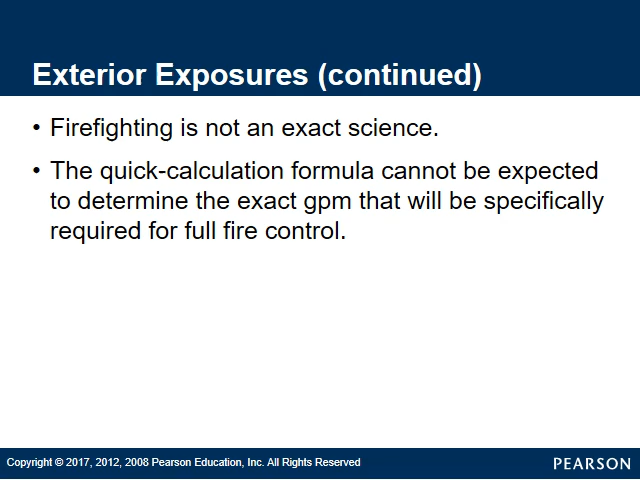 Exterior Exposures (continued)
• Firefighting is not an exact science.
• The quick-calculation formula cannot be expected
to determine the exact gpm that will be specifically
required for full fire control.
Copyright © 2017, 2012, 2008 Pearson Education, Inc. All Rights Reserved
PEARSON